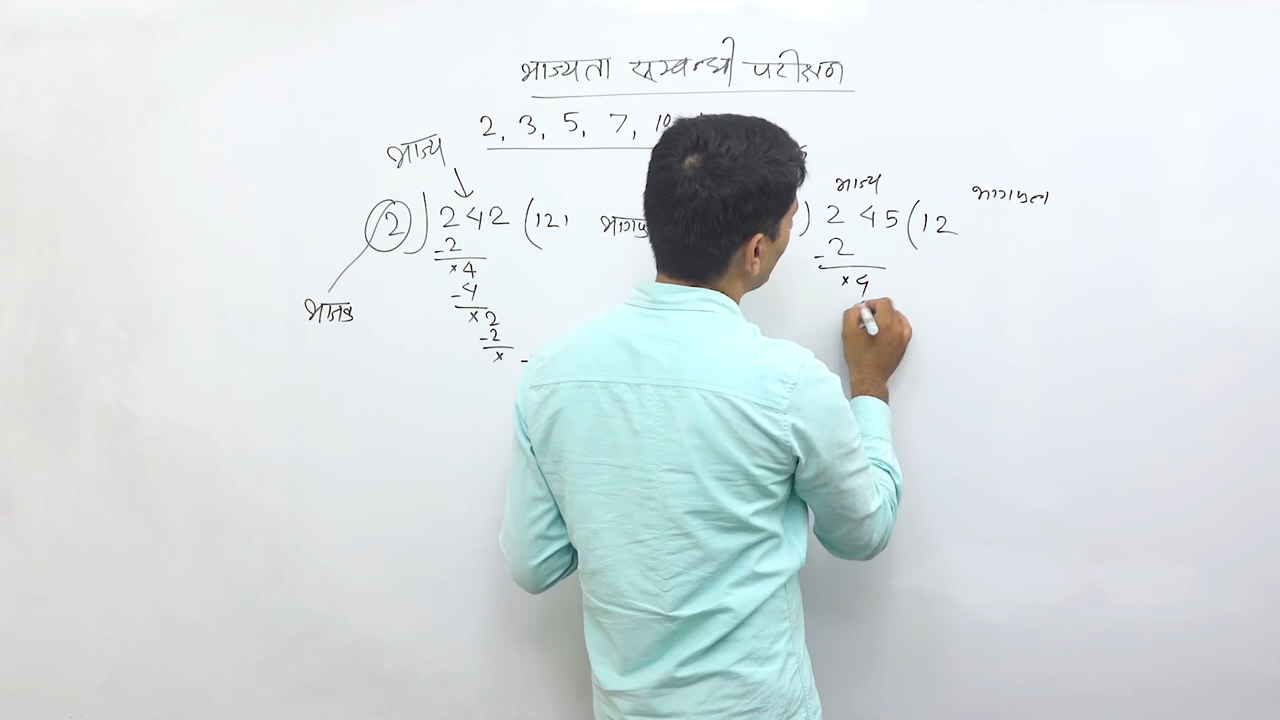 भाज्यता सम्बन्धी परीक्षण
2, 3, 5, 7, 10
भाज्य
↓
2 ) 242 ( 121
-2
×4
-4
×2
-2
×
भाजक
भाज्य
भागफल
) 245 ( 12
-2
×4